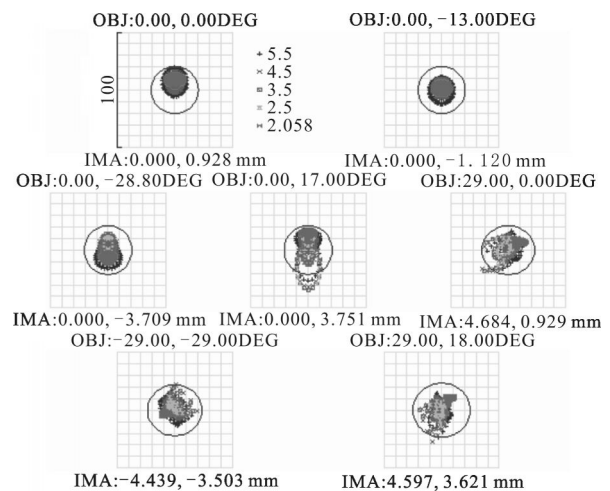 OBJ:0.00, 0.00DEG
OBJ:0.00, −13.00DEG
100
5.5
4.5
3.5
2.5
2.058
IMA:0.000, 0.928 mm
IMA:0.000, −1.120 mm
OBJ:0.00, −28.80DEG
OBJ:0.00, 17.00DEG
OBJ:29.00, 0.00DEG
IMA:0.000, −3.709 mm
IMA:0.000, 3.751 mm
IMA:4.684, 0.929 mm
OBJ:−29.00, −29.00DEG
OBJ:29.00, 18.00DEG
IMA:−4.439, −3.503 mm
IMA:4.597, 3.621 mm